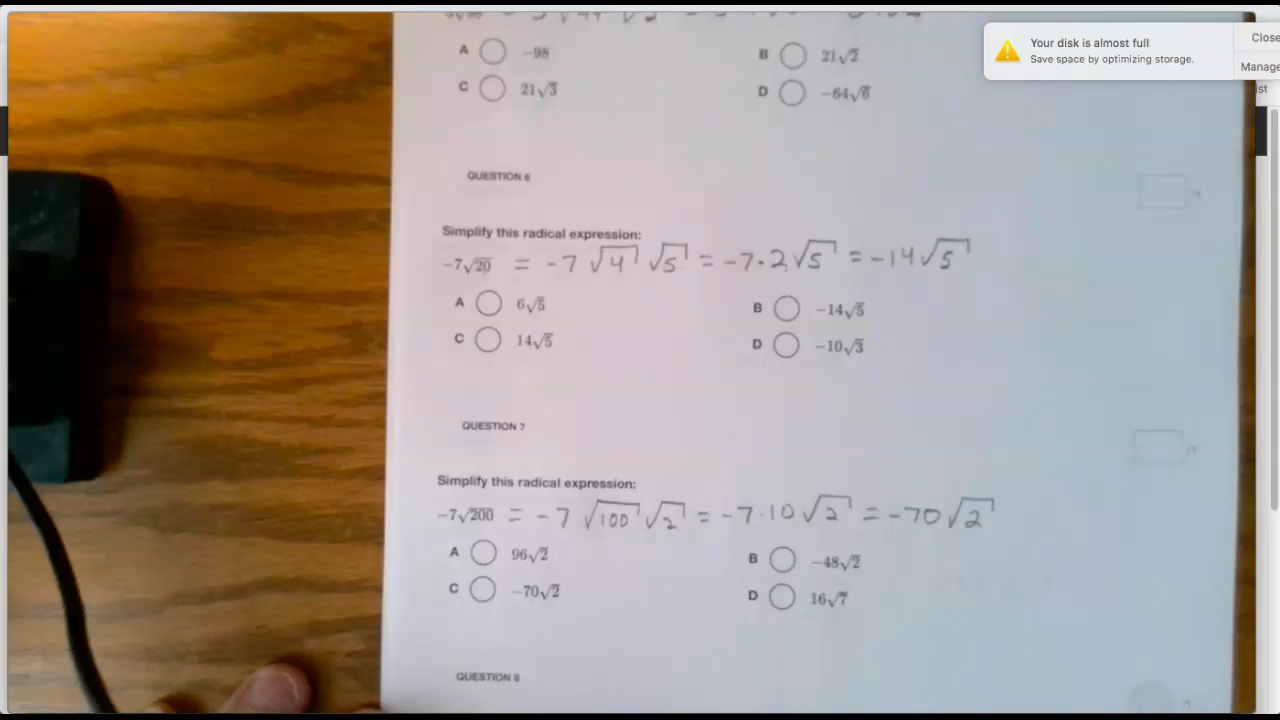 A −98 B 21√2
C 21√3 D −64√6
Your disk is almost full
Save space by optimizing storage.
Close
Manage
QUESTION 6
Simplify this radical expression:
−7√20 = -7 √4 √5 = -7·2√5 = -14√5
A 6√5 B −14√5
C 14√5 D −10√3
QUESTION 7
Simplify this radical expression:
−7√200 = -7 √100 √2 = -7·10√2 = -70√2
A 96√2 B −48√2
C −70√2 D 16√7
QUESTION 8